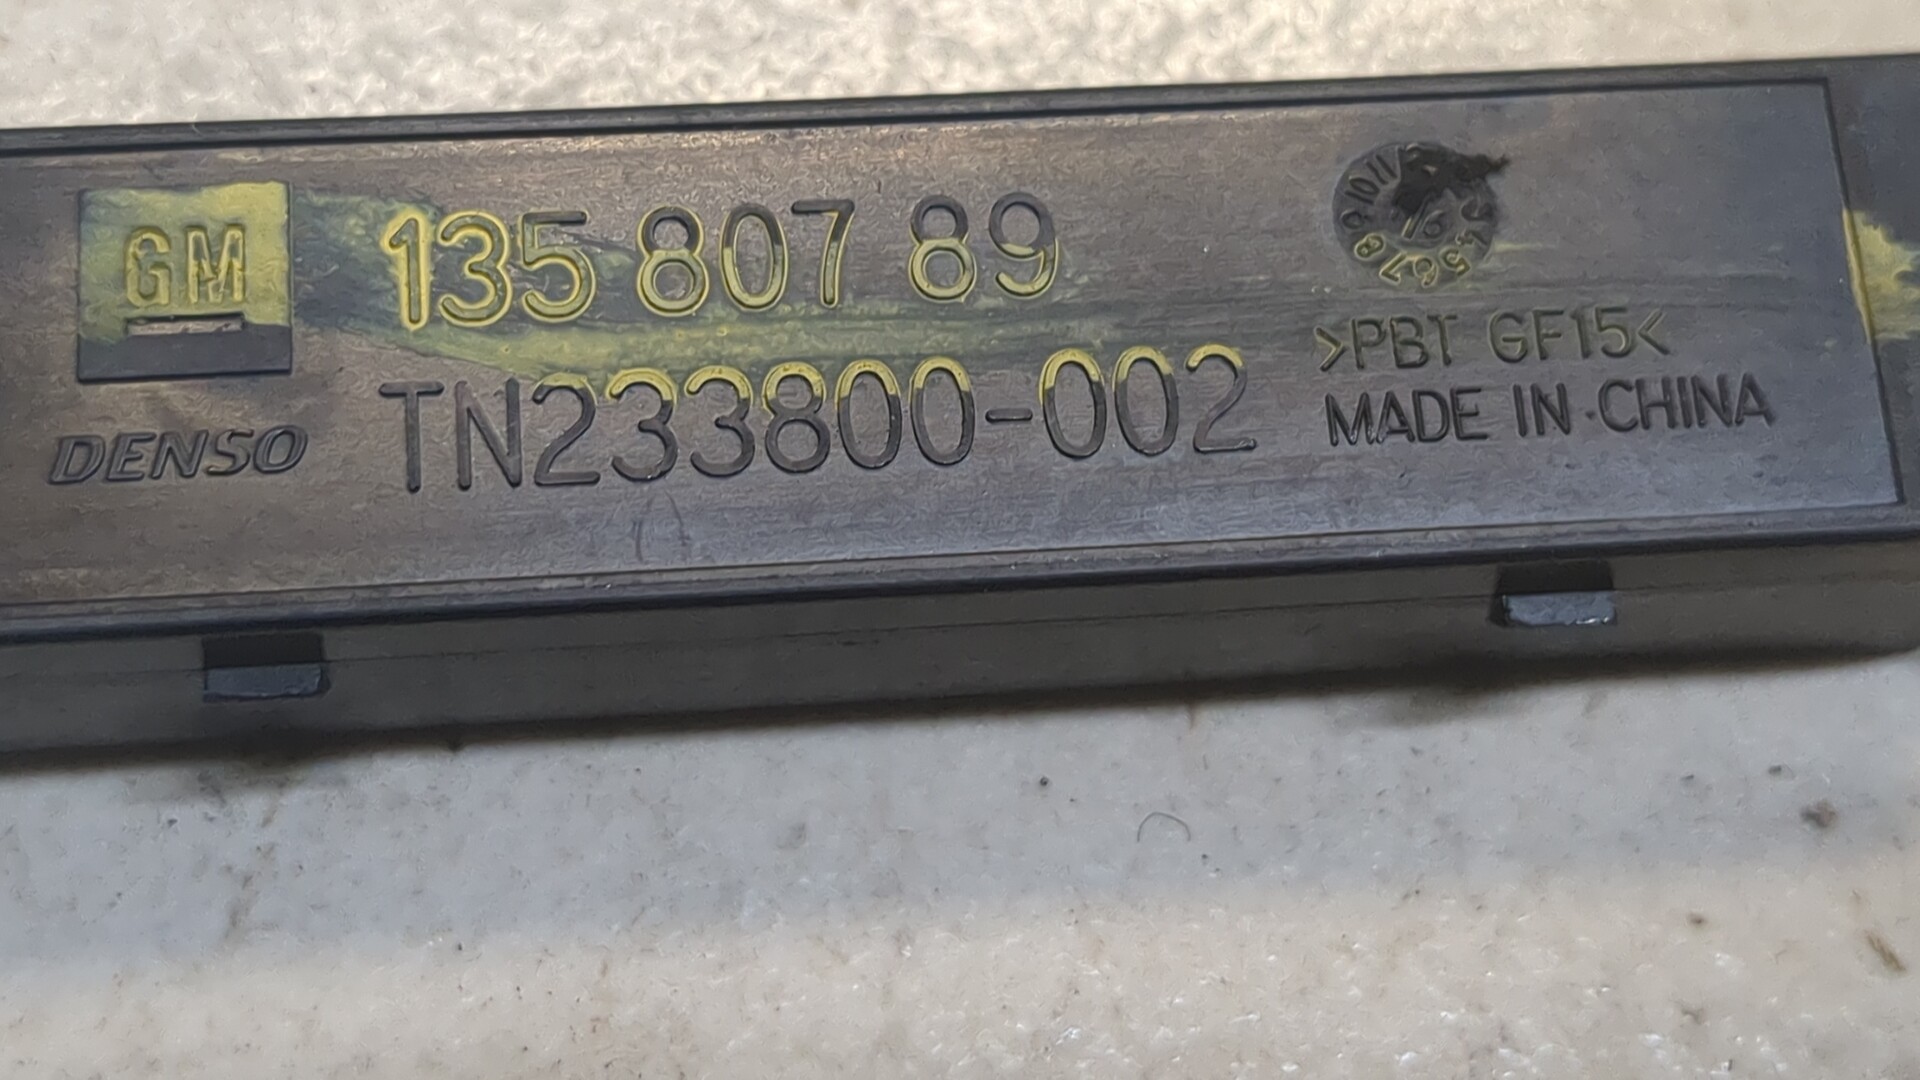 GM
135 807 89
DENSO
TN233800-002
>PBT GF15<
MADE IN CHINA